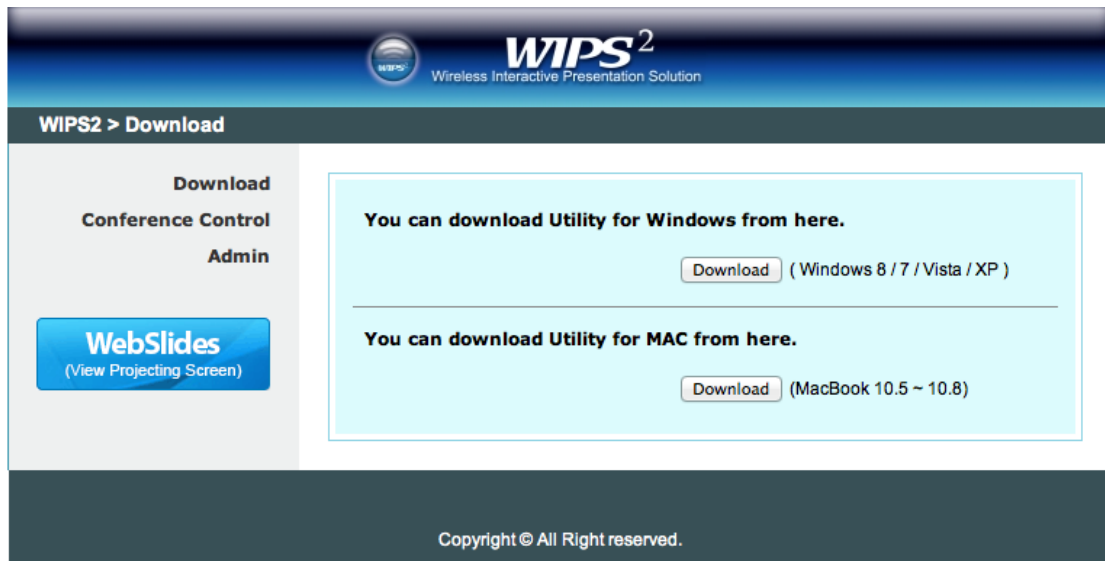 WIPS
WIPS2
Wireless Interactive Presentation Solution
WIPS2 > Download
Download
Conference Control
Admin
WebSlides
(View Projecting Screen)
You can download Utility for Windows from here.
Download ( Windows 8 / 7 / Vista / XP )
You can download Utility for MAC from here.
Download (MacBook 10.5 ~ 10.8)
Copyright © All Right reserved.